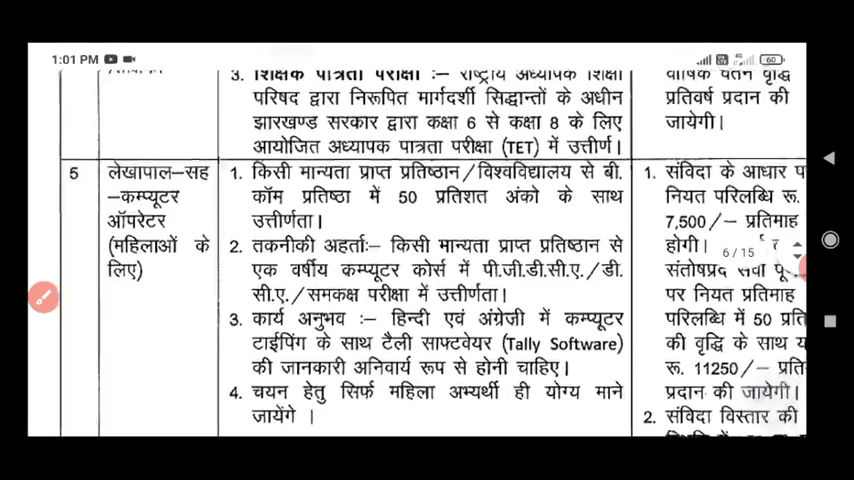 1:01 PM
60
3. शिक्षक पात्रता परीक्षा :– राष्ट्रीय अध्यापक शिक्षा
परिषद द्वारा निरूपित मार्गदर्शी सिद्धान्तों के अधीन
झारखण्ड सरकार द्वारा कक्षा 6 से कक्षा 8 के लिए
आयोजित अध्यापक पात्रता परीक्षा (TET) में उत्तीर्ण।
वार्षिक वेतन वृद्धि
प्रतिवर्ष प्रदान की
जायेगी।
5
लेखापाल–सह
–कम्प्यूटर
ऑपरेटर
(महिलाओं के
लिए)
1. किसी मान्यता प्राप्त प्रतिष्ठान/विश्वविद्यालय से बी.
कॉम प्रतिष्ठा में 50 प्रतिशत अंको के साथ
उत्तीर्णता।
2. तकनीकी अहर्ताः– किसी मान्यता प्राप्त प्रतिष्ठान से
एक वर्षीय कम्प्यूटर कोर्स में पी.जी.डी.सी.ए./डी.
सी.ए./समकक्ष परीक्षा में उत्तीर्णता।
3. कार्य अनुभव :– हिन्दी एवं अंग्रेजी में कम्प्यूटर
टाईपिंग के साथ टैली साफ्टवेयर (Tally Software)
की जानकारी अनिवार्य रूप से होनी चाहिए।
4. चयन हेतु सिर्फ महिला अभ्यर्थी ही योग्य माने
जायेंगे ।
1. संविदा के आधार
नियत परिलब्धि रू.
7,500/– प्रतिमाह
होगी।
6/15
संतोषप्रद सेवा
पर नियत प्रतिमाह
परिलब्धि में 50
की वृद्धि के साथ
रू. 11250/–
प्रदान की जायेगी।
2. संविदा विस्तार की